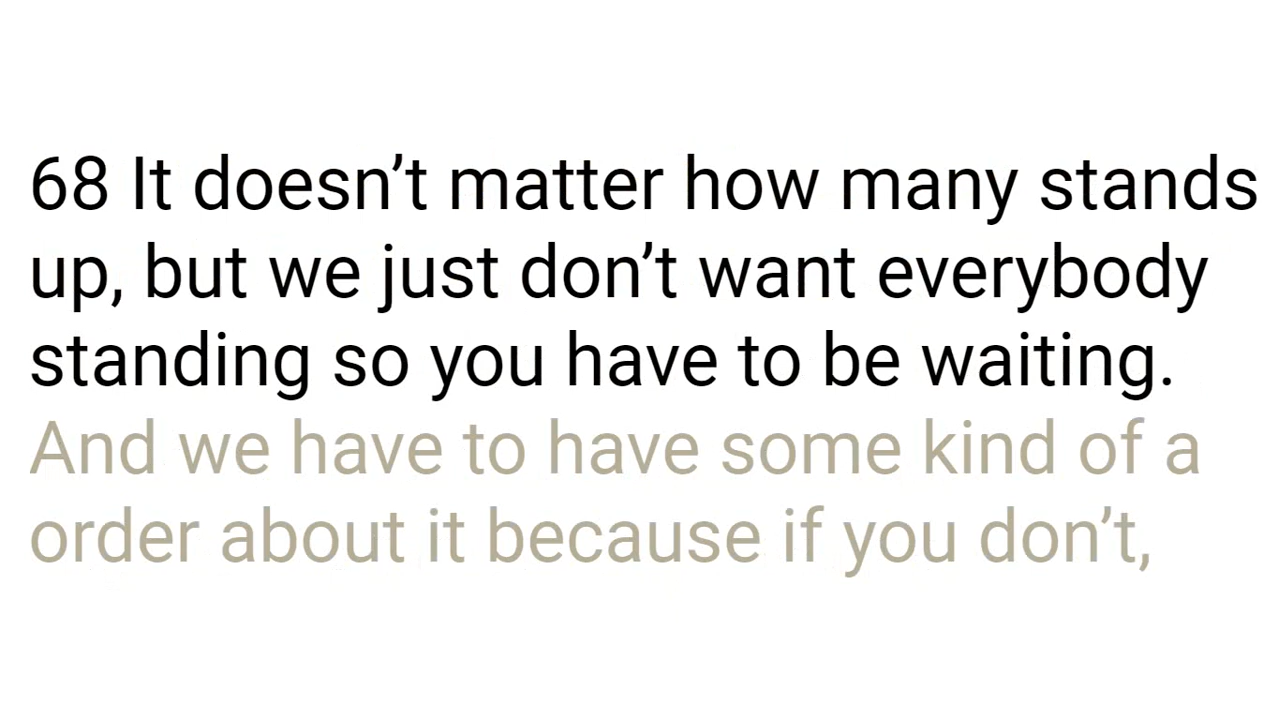 68 It doesn’t matter how many stands
up, but we just don’t want everybody
standing so you have to be waiting.
And we have to have some kind of a
order about it because if you don’t,